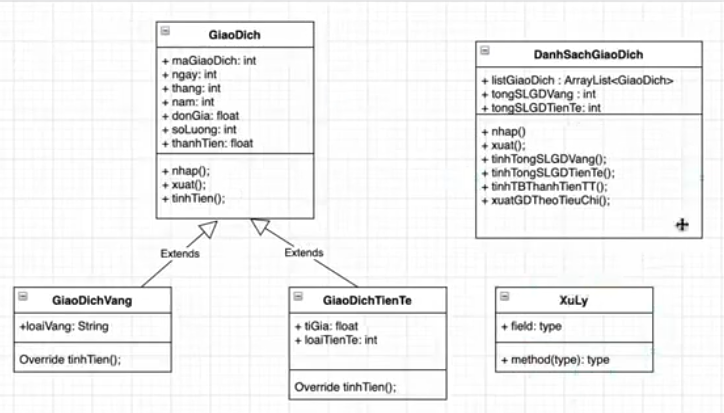 GiaoDich
+ maGiaoDich: int
+ ngay: int
+ thang: int
+ nam: int
+ donGia: float
+ soLuong: int
+ thanhTien: float
+ nhap();
+ xuat();
+ tinhTien();
DanhSachGiaoDich
+ listGiaoDich : ArrayList<GiaoDich>
+ tongSLGDVang : int
+ tongSLGDTienTe: int
+ nhap()
+ xuat();
+ tinhTongSLGDVang();
+ tinhTongSLGDTienTe();
+ tinhTBThanhTienTT();
+ xuatGDTheoTieuChi();
Extends
Extends
GiaoDichVang
+loaiVang: String
Override tinhTien();
GiaoDichTienTe
+ tiGia: float
+ loaiTienTe: int
Override tinhTien();
XuLy
+ field: type
+ method(type): type